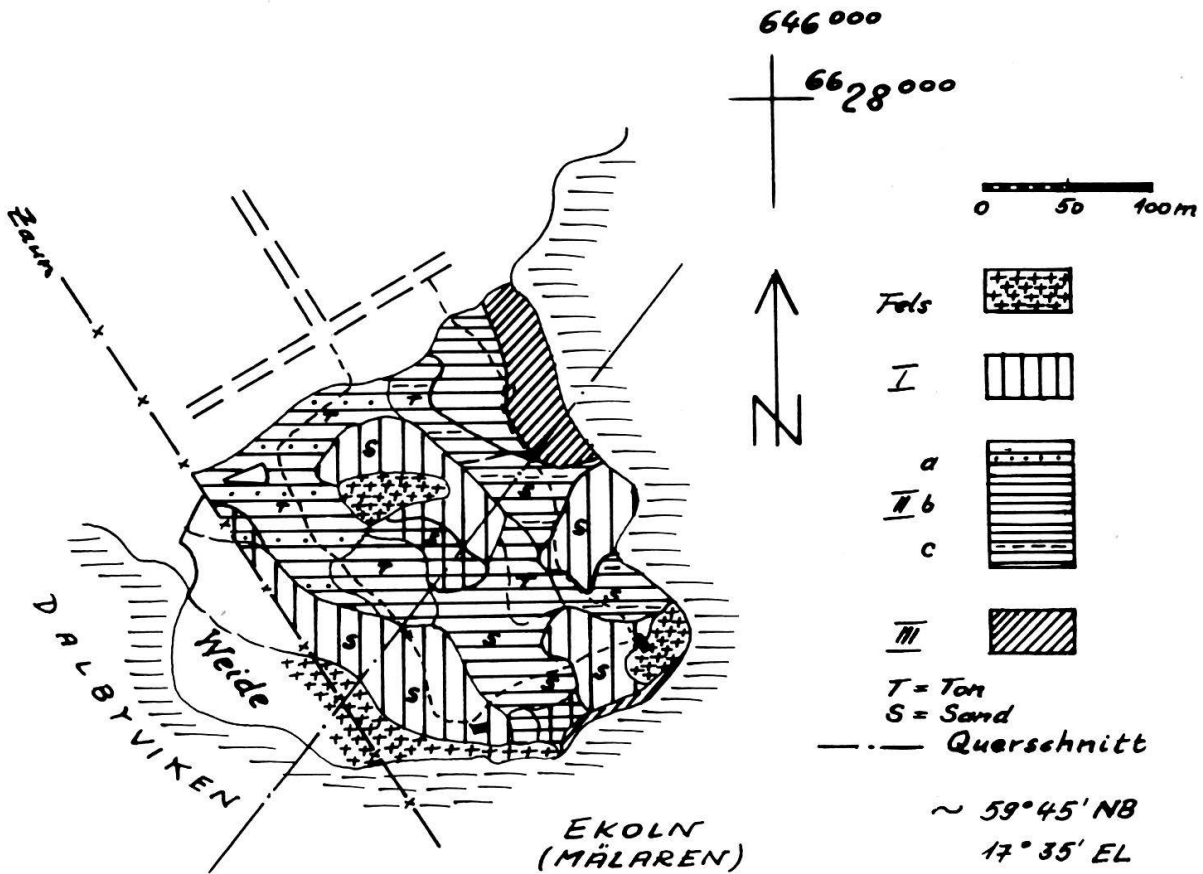 646000
6628000
Zaun
0 50 100 m
Fels
I
a
II b
c
III
T = Ton
S = Sand
Querschnitt
~ 59°45' NB
17° 35' EL
N
T
T
S
T
S
S
S
T
T
S
S
S
S
S
S
S
Weide
DALBYVIKEN
EKOLN
(MÄLAREN)